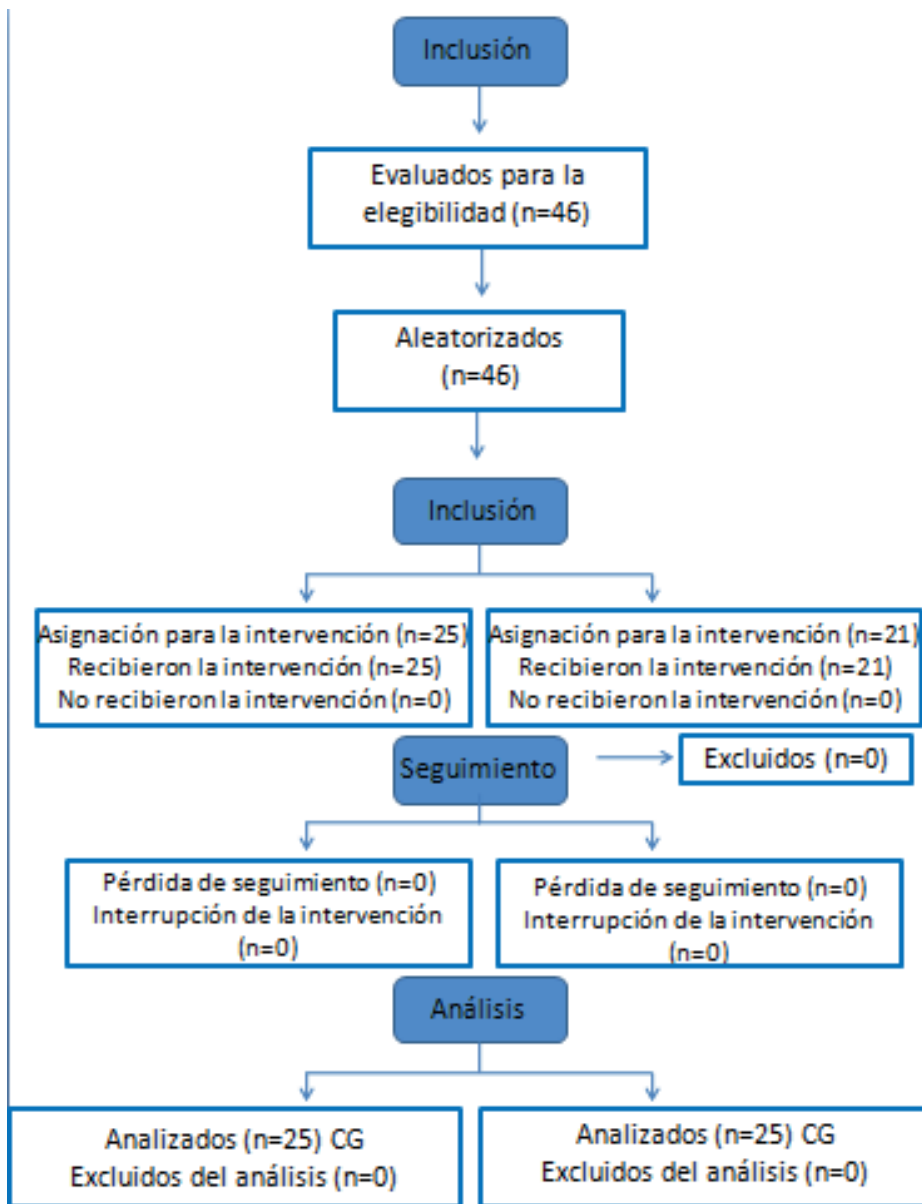 Inclusión
Evaluados para la
elegibilidad (n=46)
Aleatorizados
(n=46)
Inclusión
Asignación para la intervención (n=25)
Recibieron la intervención (n=25)
No recibieron la intervención (n=0)
Asignación para la intervención (n=21)
Recibieron la intervención (n=21)
No recibieron la intervención (n=0)
Seguimiento
Excluidos (n=0)
Pérdida de seguimiento (n=0)
Interrupción de la intervención
(n=0)
Pérdida de seguimiento (n=0)
Interrupción de la intervención
(n=0)
Análisis
Analizados (n=25) CG
Excluidos del análisis (n=0)
Analizados (n=25) CG
Excluidos del análisis (n=0)